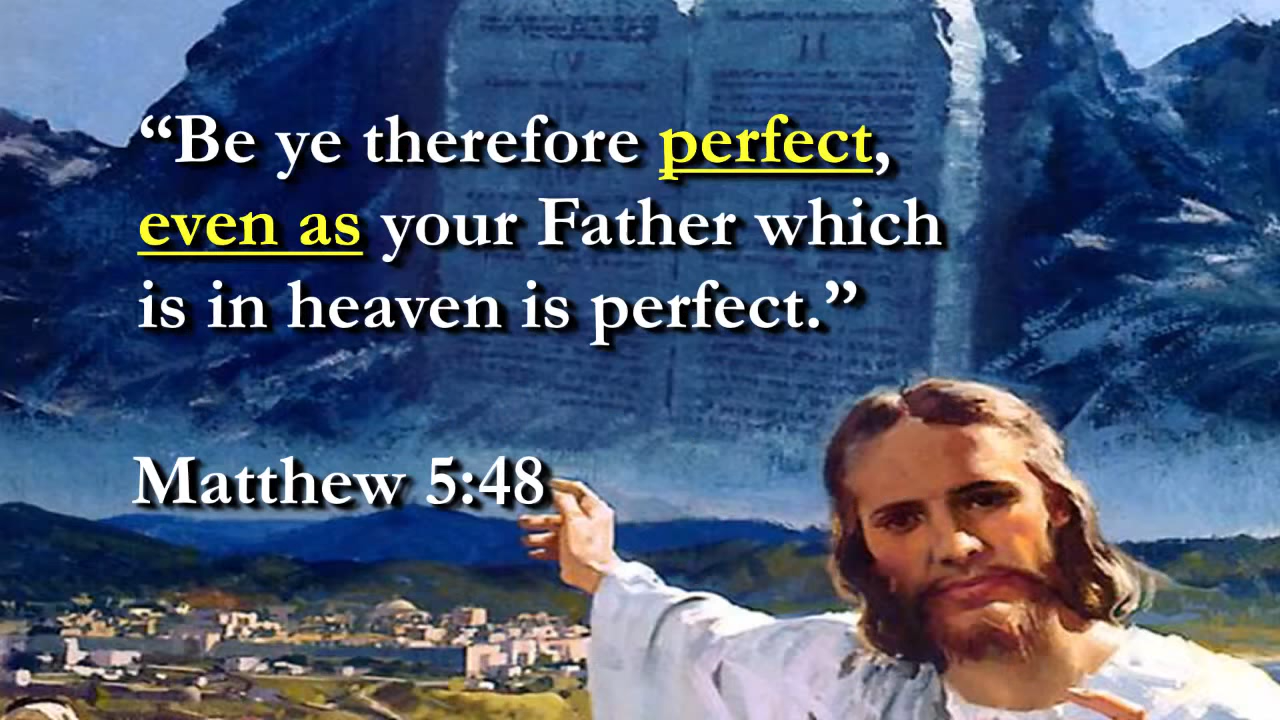 “Be ye therefore perfect,
even as your Father which
is in heaven is perfect.”
Matthew 5:48